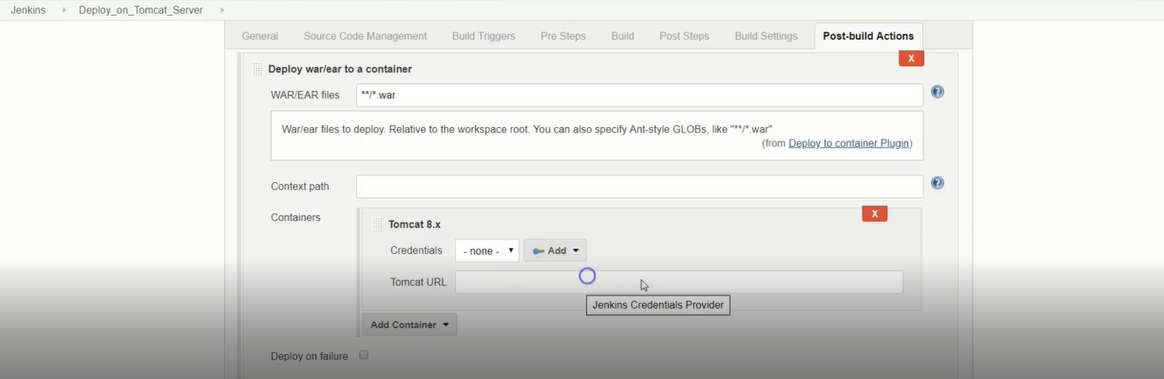 Jenkins Deploy_on_Tomcat_Server
General Source Code Management Build Triggers Pre Steps Build Post Steps Build Settings Post-build Actions
X
Deploy war/ear to a container
WAR/EAR files **/*.war
War/ear files to deploy. Relative to the workspace root. You can also specify Ant-style GLOBs, like "**/*.war"
(from Deploy to container Plugin)
Context path
Containers
X
Tomcat 8.x
Credentials - none - Add
Tomcat URL
Jenkins Credentials Provider
Add Container
Deploy on failure